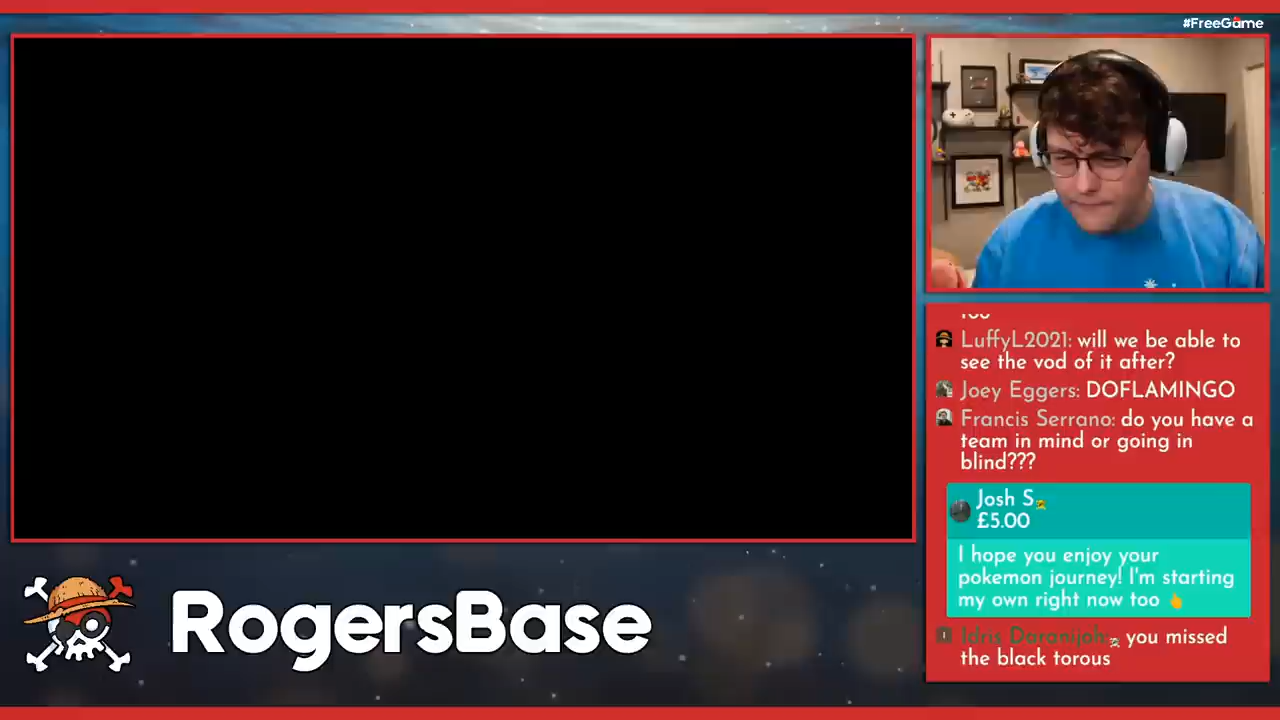 #FreeGame
LuffyL2021: will we be able to
see the vod of it after?
Joey Eggers: DOFLAMINGO
Francis Serrano: do you have a
team in mind or going in
blind???
Josh S
£5.00
I hope you enjoy your
pokemon journey! I'm starting
my own right now too
Idris Daranijoh you missed
the black torous
RogersBase